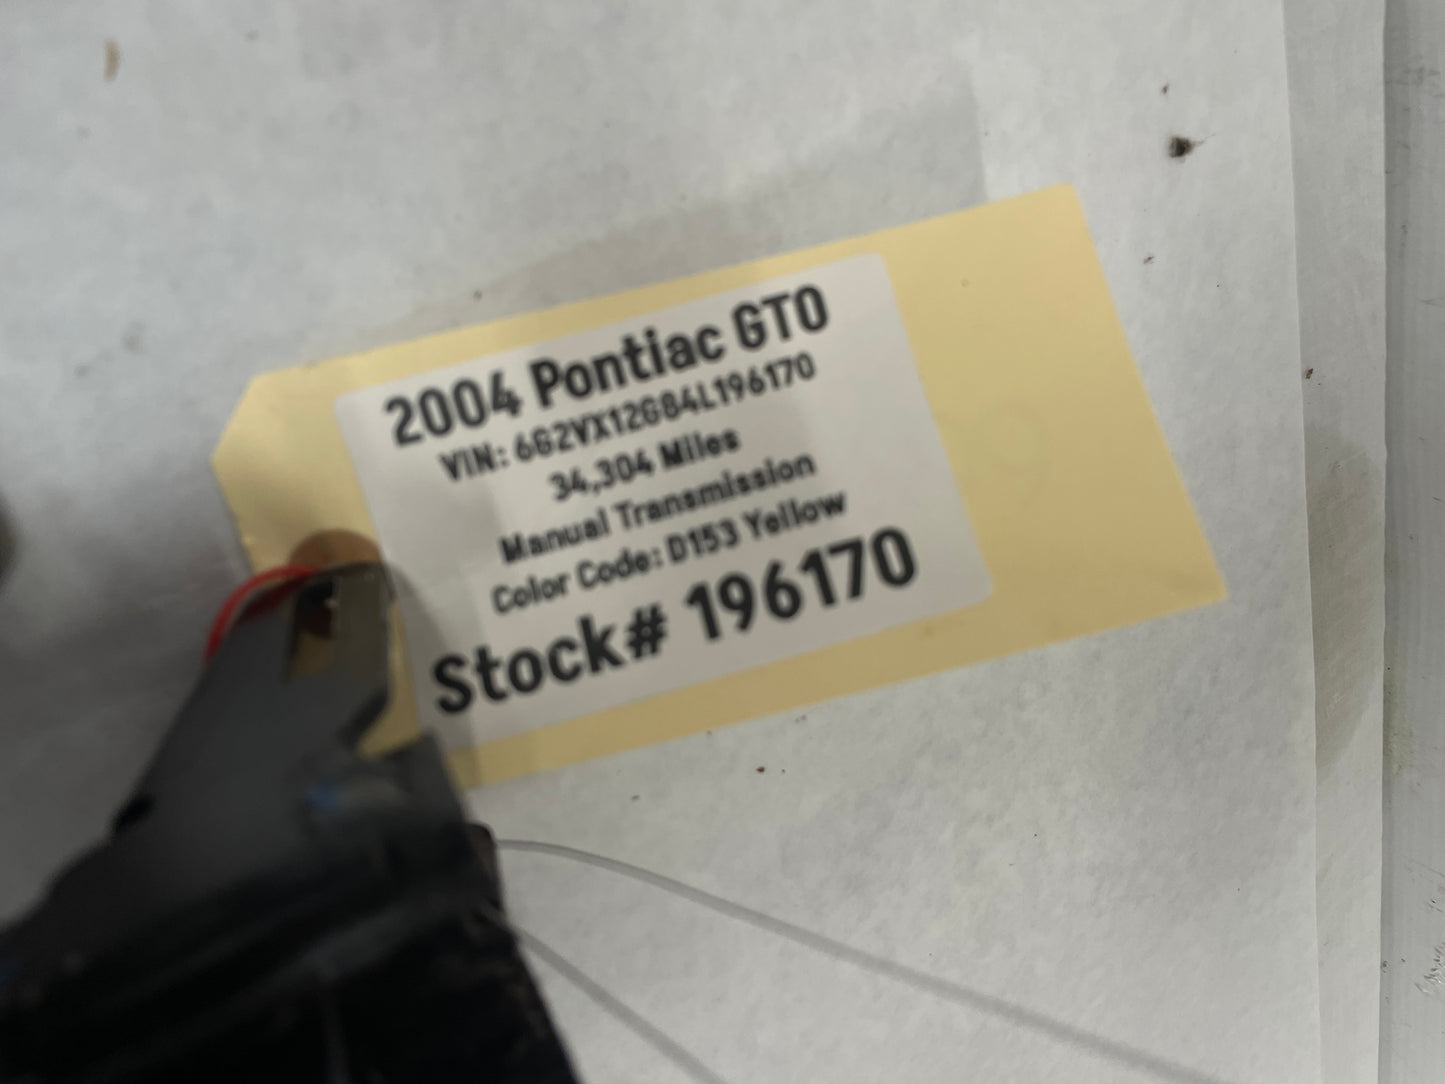 2004 Pontiac GTO
VIN: 6G2VX12G84L196170
34,304 Miles
Manual Transmission
Color Code: D153 Yellow
Stock# 196170